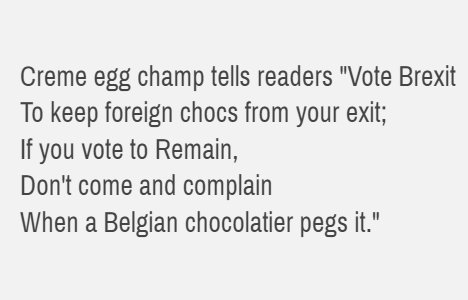 Creme egg champ tells readers "Vote Brexit
To keep foreign chocs from your exit;
If you vote to Remain,
Don't come and complain
When a Belgian chocolatier pegs it."